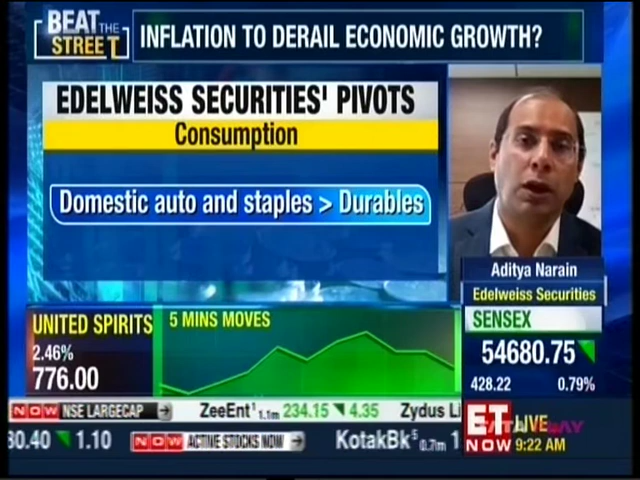 BEAT THE
STREET
INFLATION TO DERAIL ECONOMIC GROWTH?
EDELWEISS SECURITIES' PIVOTS
Consumption
Domestic auto and staples > Durables
Aditya Narain
Edelweiss Securities
UNITED SPIRITS
2.46%
776.00
5 MINS MOVES
SENSEX
54680.75
428.22 0.79%
NOW NSE LARGECAP ZeeEnt 1.1m 234.15 4.35 Zydus Li
30.40 1.10 NOW ACTIVE STOCKS NOW KotakBk 0.7m 1
ET NOW
LIVE
9:22 AM